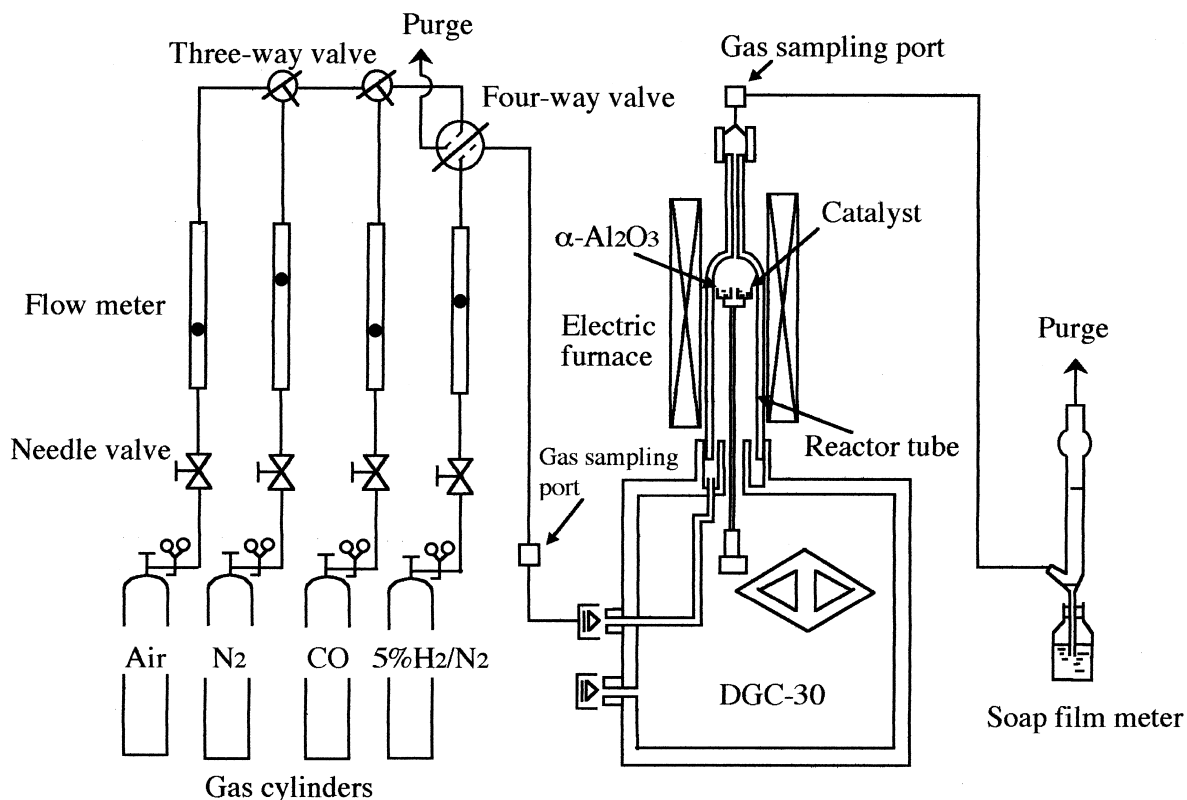 Purge
Three-way valve
Gas sampling port
Four-way valve
Catalyst
α-Al2O3
Flow meter
Electric
furnace
Purge
Needle valve
Reactor tube
Gas sampling
port
Air
N2
CO
5%H2/N2
DGC-30
Soap film meter
Gas cylinders